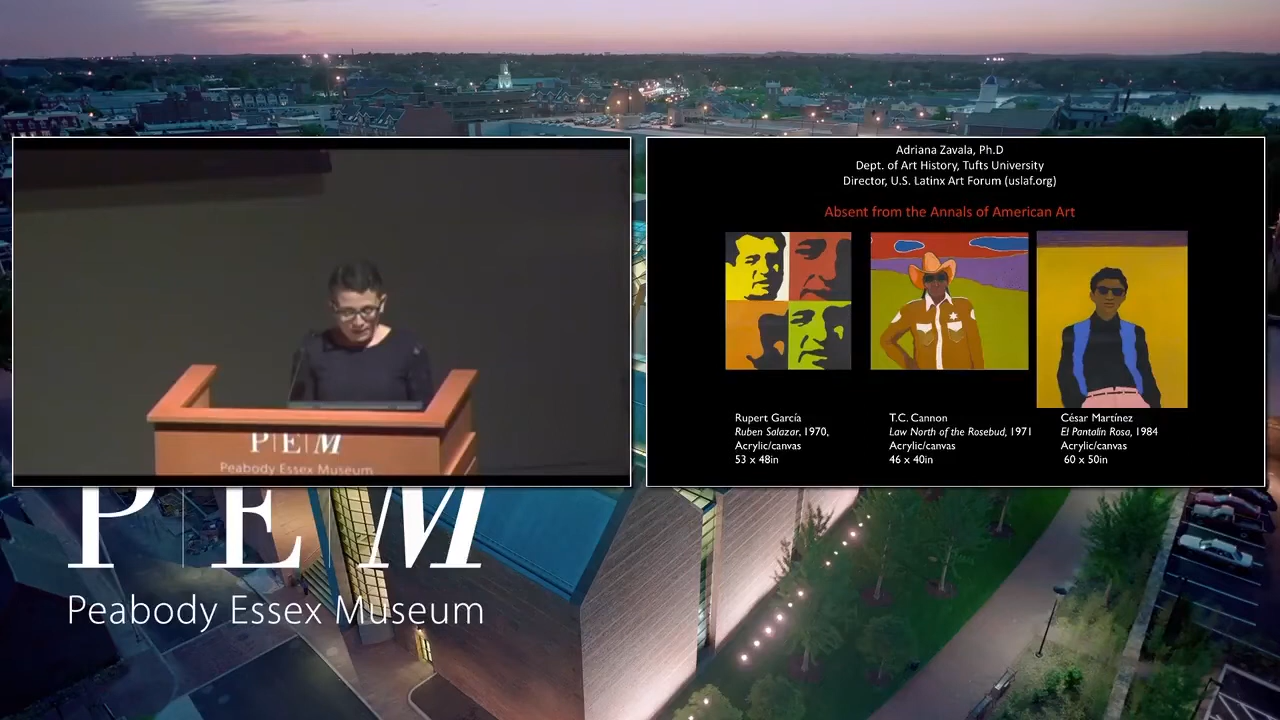 Adriana Zavala, Ph.D
Dept. of Art History, Tufts University
Director, U.S. Latinx Art Forum (uslaf.org)
Absent from the Annals of American Art
Rupert García
Ruben Salazar, 1970,
Acrylic/canvas
53 x 48in
T.C. Cannon
Law North of the Rosebud, 1971
Acrylic/canvas
46 x 40in
César Martínez
El Pantalin Rosa, 1984
Acrylic/canvas
60 x 50in
P|E|M
Peabody Essex Museum
P|E|M
Peabody Essex Museum